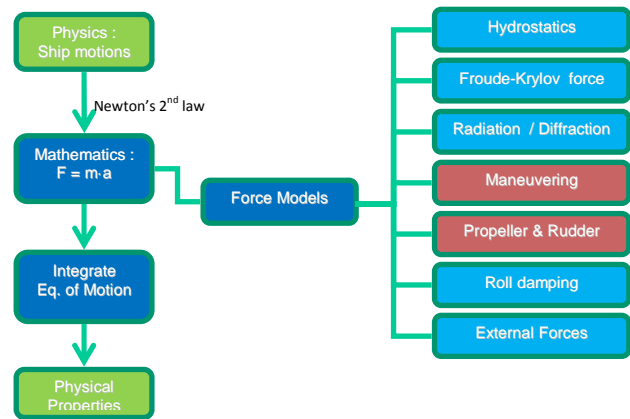 Physics :
Ship motions
Newton's 2nd law
Mathematics :
F = m·a
Integrate
Eq. of Motion
Physical
Properties
Force Models
Hydrostatics
Froude-Krylov force
Radiation / Diffraction
Maneuvering
Propeller & Rudder
Roll damping
External Forces